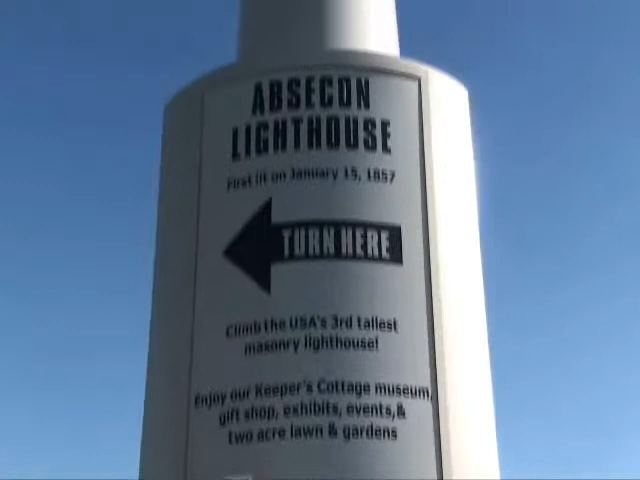 ABSECON
LIGHTHOUSE
First lit on January 15, 1857
TURN HERE
Climb the USA's 3rd tallest
masonry lighthouse!
Enjoy our Keeper's Cottage museum,
gift shop, exhibits, events,&
two acre lawn & gardens